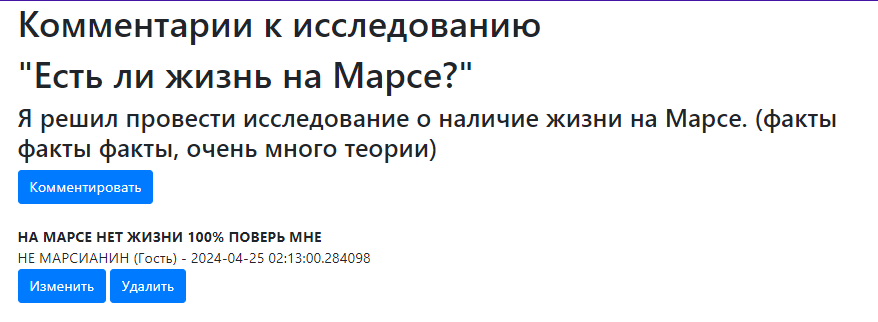 Комментарии к исследованию
"Есть ли жизнь на Марсе?"
Я решил провести исследование о наличие жизни на Марсе. (факты
факты факты, очень много теории)
Комментировать
НА МАРСЕ НЕТ ЖИЗНИ 100% ПОВЕРЬ МНЕ
НЕ МАРСИАНИН (Гость) - 2024-04-25 02:13:00.284098
Изменить Удалить